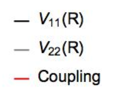 V₁₁(R)
V₂₂(R)
Coupling